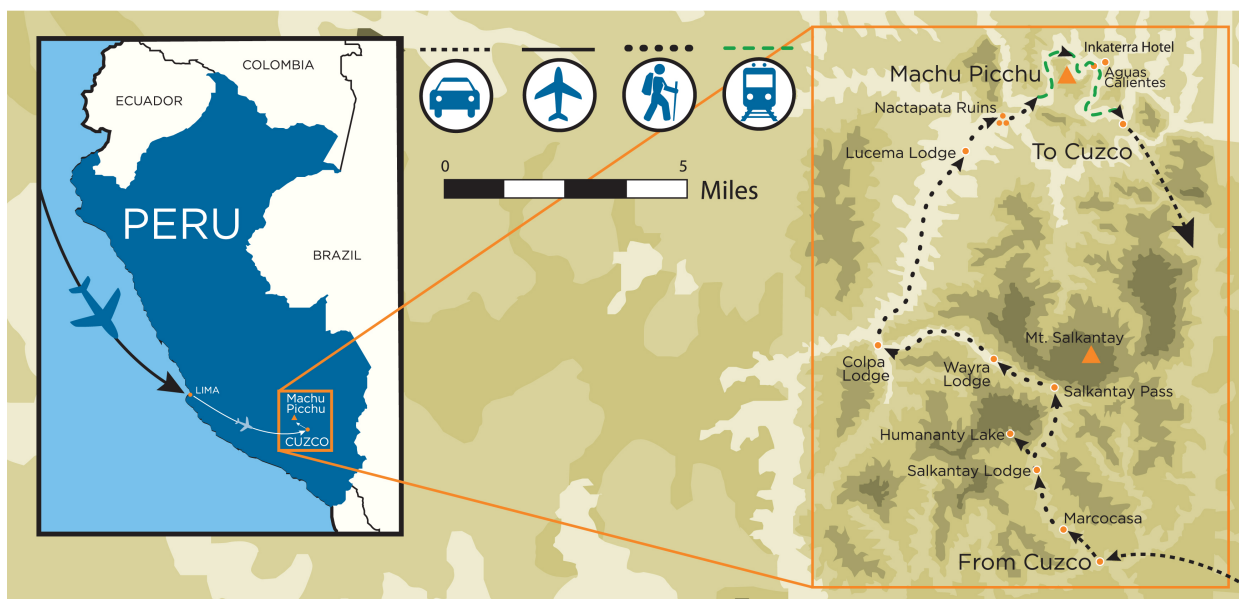 COLOMBIA
ECUADOR
PERU
BRAZIL
LIMA
Machu
Picchu
CUZCO
0
5
Miles
Inkaterra Hotel
Machu Picchu
Aguas
Calientes
Nactapata Ruins
Lucema Lodge
To Cuzco
Mt. Salkantay
Colpa
Lodge
Wayra
Lodge
Salkantay Pass
Humananty Lake
Salkantay Lodge
Marcocasa
From Cuzco